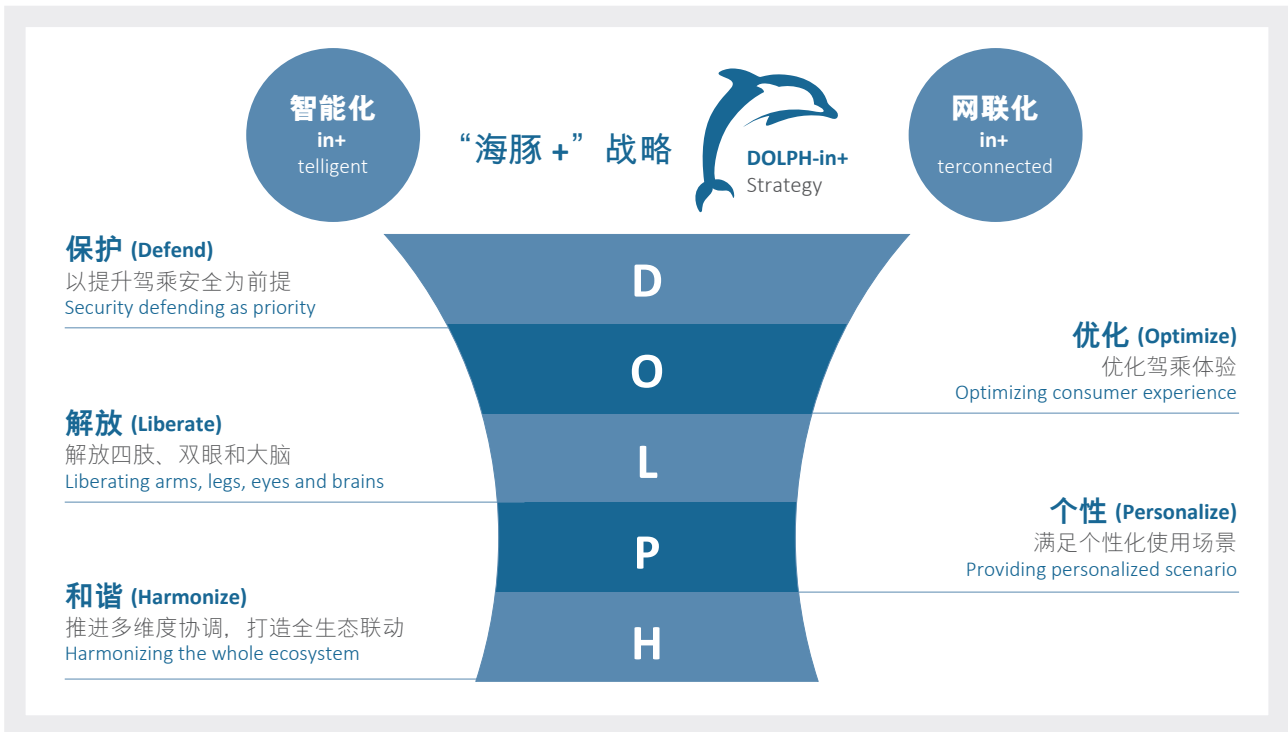 智能化
in+
telligent
“海豚 +” 战略
DOLPH-in+
Strategy
网联化
in+
terconnected
保护 (Defend)
以提升驾乘安全为前提
Security defending as priority
D
优化 (Optimize)
优化驾乘体验
Optimizing consumer experience
O
解放 (Liberate)
解放四肢、双眼和大脑
Liberating arms, legs, eyes and brains
L
个性 (Personalize)
满足个性化使用场景
Providing personalized scenario
P
和谐 (Harmonize)
推进多维度协调，打造全生态联动
Harmonizing the whole ecosystem
H